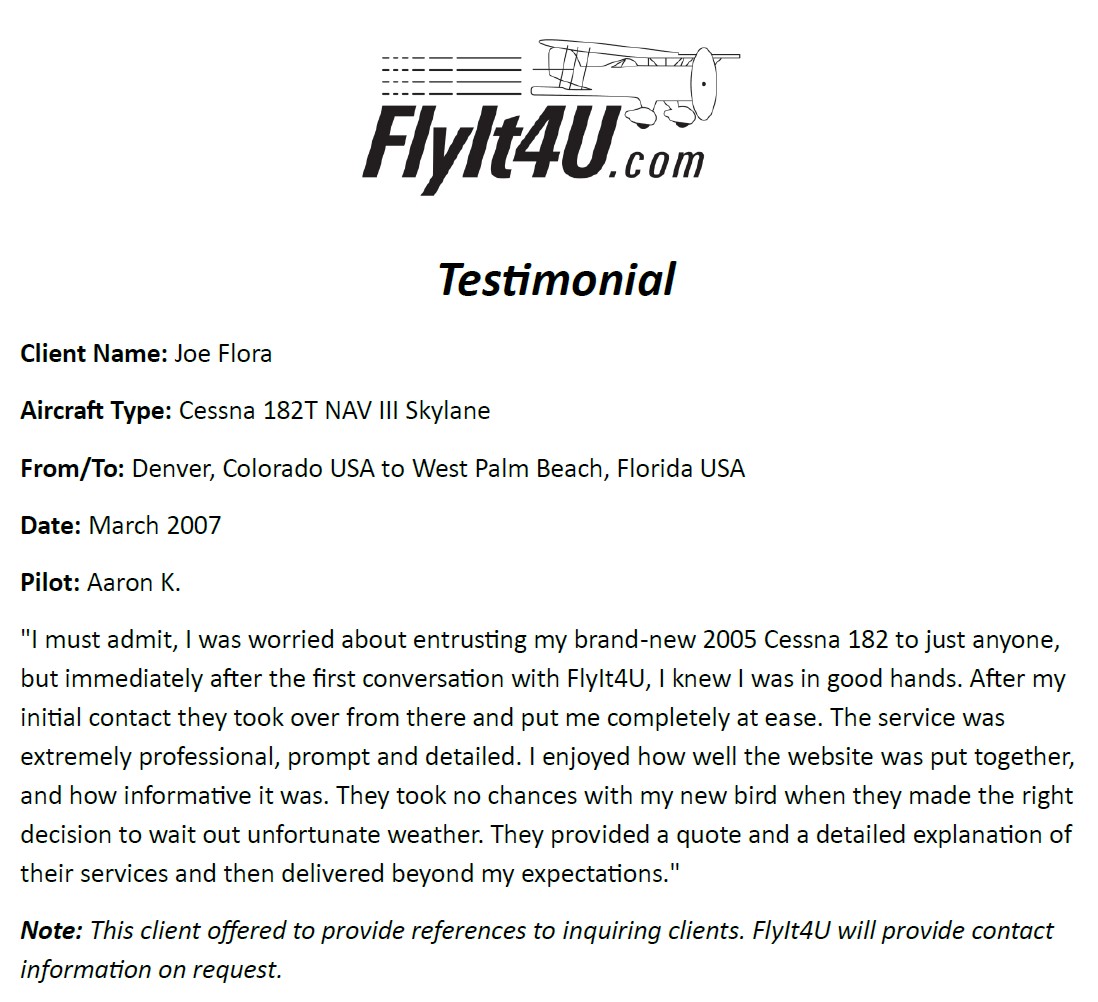 FlyIt4U.com
Testimonial
Client Name: Joe Flora
Aircraft Type: Cessna 182T NAV III Skylane
From/To: Denver, Colorado USA to West Palm Beach, Florida USA
Date: March 2007
Pilot: Aaron K.
"I must admit, I was worried about entrusting my brand-new 2005 Cessna 182 to just anyone,
but immediately after the first conversation with FlyIt4U, I knew I was in good hands. After my
initial contact they took over from there and put me completely at ease. The service was
extremely professional, prompt and detailed. I enjoyed how well the website was put together,
and how informative it was. They took no chances with my new bird when they made the right
decision to wait out unfortunate weather. They provided a quote and a detailed explanation of
their services and then delivered beyond my expectations."
Note: This client offered to provide references to inquiring clients. FlyIt4U will provide contact
information on request.